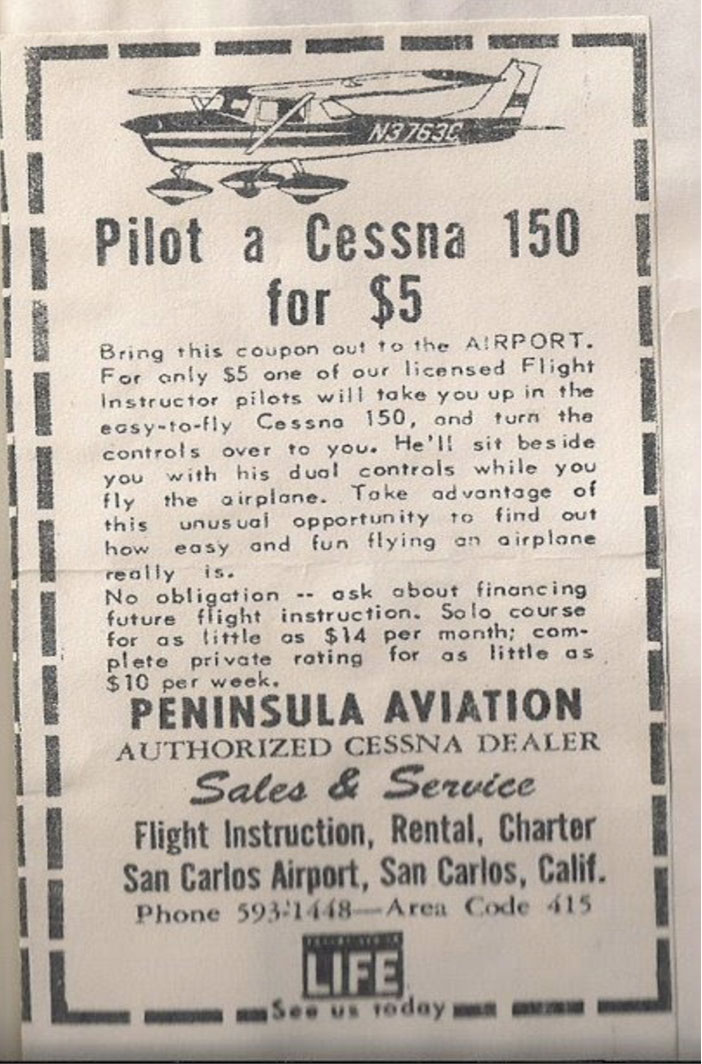 N3763C
Pilot a Cessna 150
for $5
Bring this coupon out to the AIRPORT.
For only $5 one of our licensed Flight
Instructor pilots will take you up in the
easy-to-fly Cessna 150, and turn the
controls over to you. He'll sit beside
you with his dual controls while you
fly the airplane. Take advantage of
this unusual opportunity to find out
how easy and fun flying an airplane
really is.
No obligation -- ask about financing
future flight instruction. Solo course
for as little as $14 per month; com-
plete private rating for as little as
$10 per week.
PENINSULA AVIATION
AUTHORIZED CESSNA DEALER
Sales & Service
Flight Instruction, Rental, Charter
San Carlos Airport, San Carlos, Calif.
Phone 593-1448—Area Code 415
LIFE
See us today